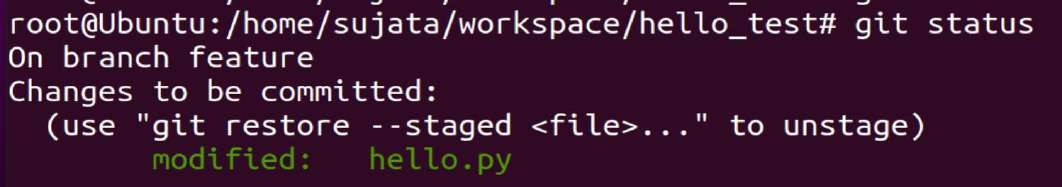 root@Ubuntu:/home/sujata/workspace/hello_test# git status
On branch feature
Changes to be committed:
  (use "git restore --staged <file>..." to unstage)
        modified:   hello.py